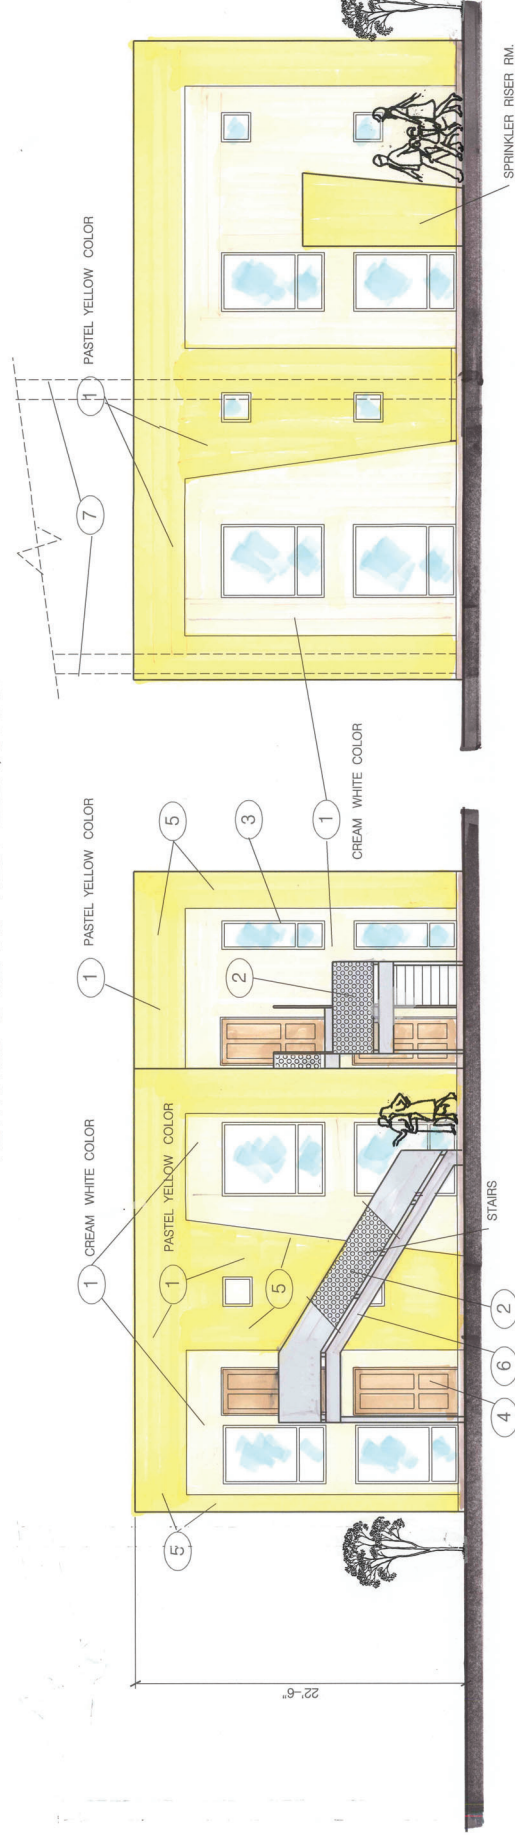 1 CREAM WHITE COLOR
1 PASTEL YELLOW COLOR
5
5
22'-6"
4
6
2
STAIRS
1 PASTEL YELLOW COLOR
5
3
2
1
CREAM WHITE COLOR
7
1 PASTEL YELLOW COLOR
SPRINKLER RISER RM.